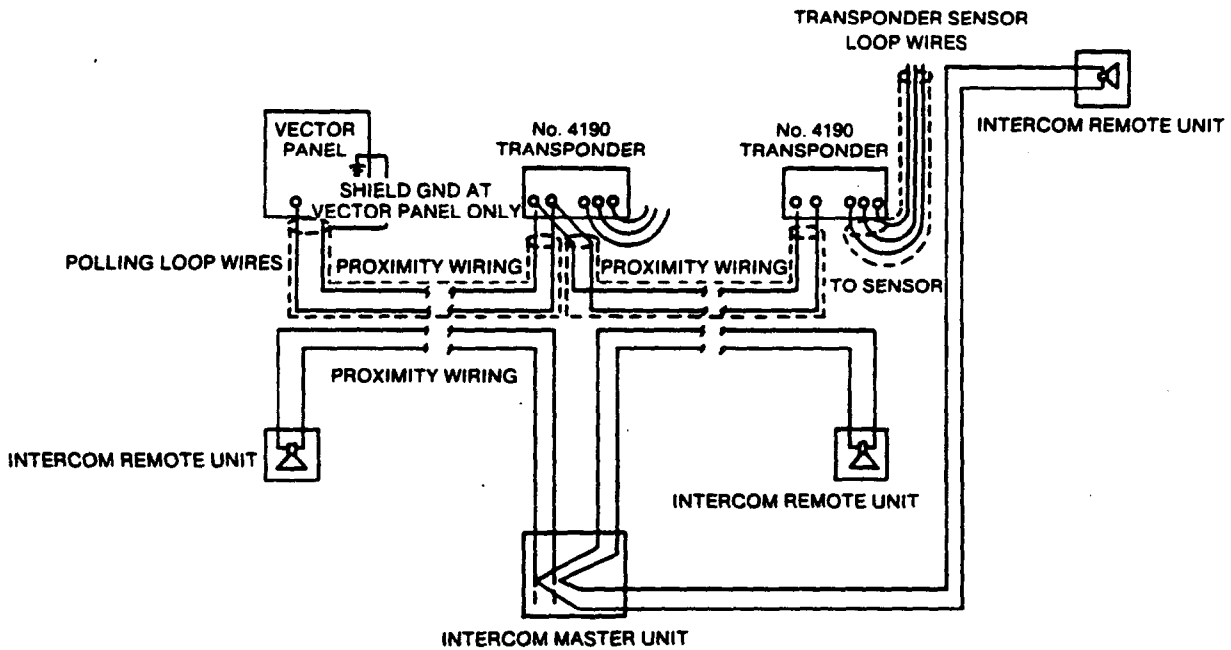 TRANSPONDER SENSOR
LOOP WIRES
INTERCOM REMOTE UNIT
VECTOR
PANEL
No. 4190
TRANSPONDER
No. 4190
TRANSPONDER
SHIELD GND AT
VECTOR PANEL ONLY
POLLING LOOP WIRES
PROXIMITY WIRING
PROXIMITY WIRING
TO SENSOR
PROXIMITY WIRING
INTERCOM REMOTE UNIT
INTERCOM REMOTE UNIT
INTERCOM MASTER UNIT